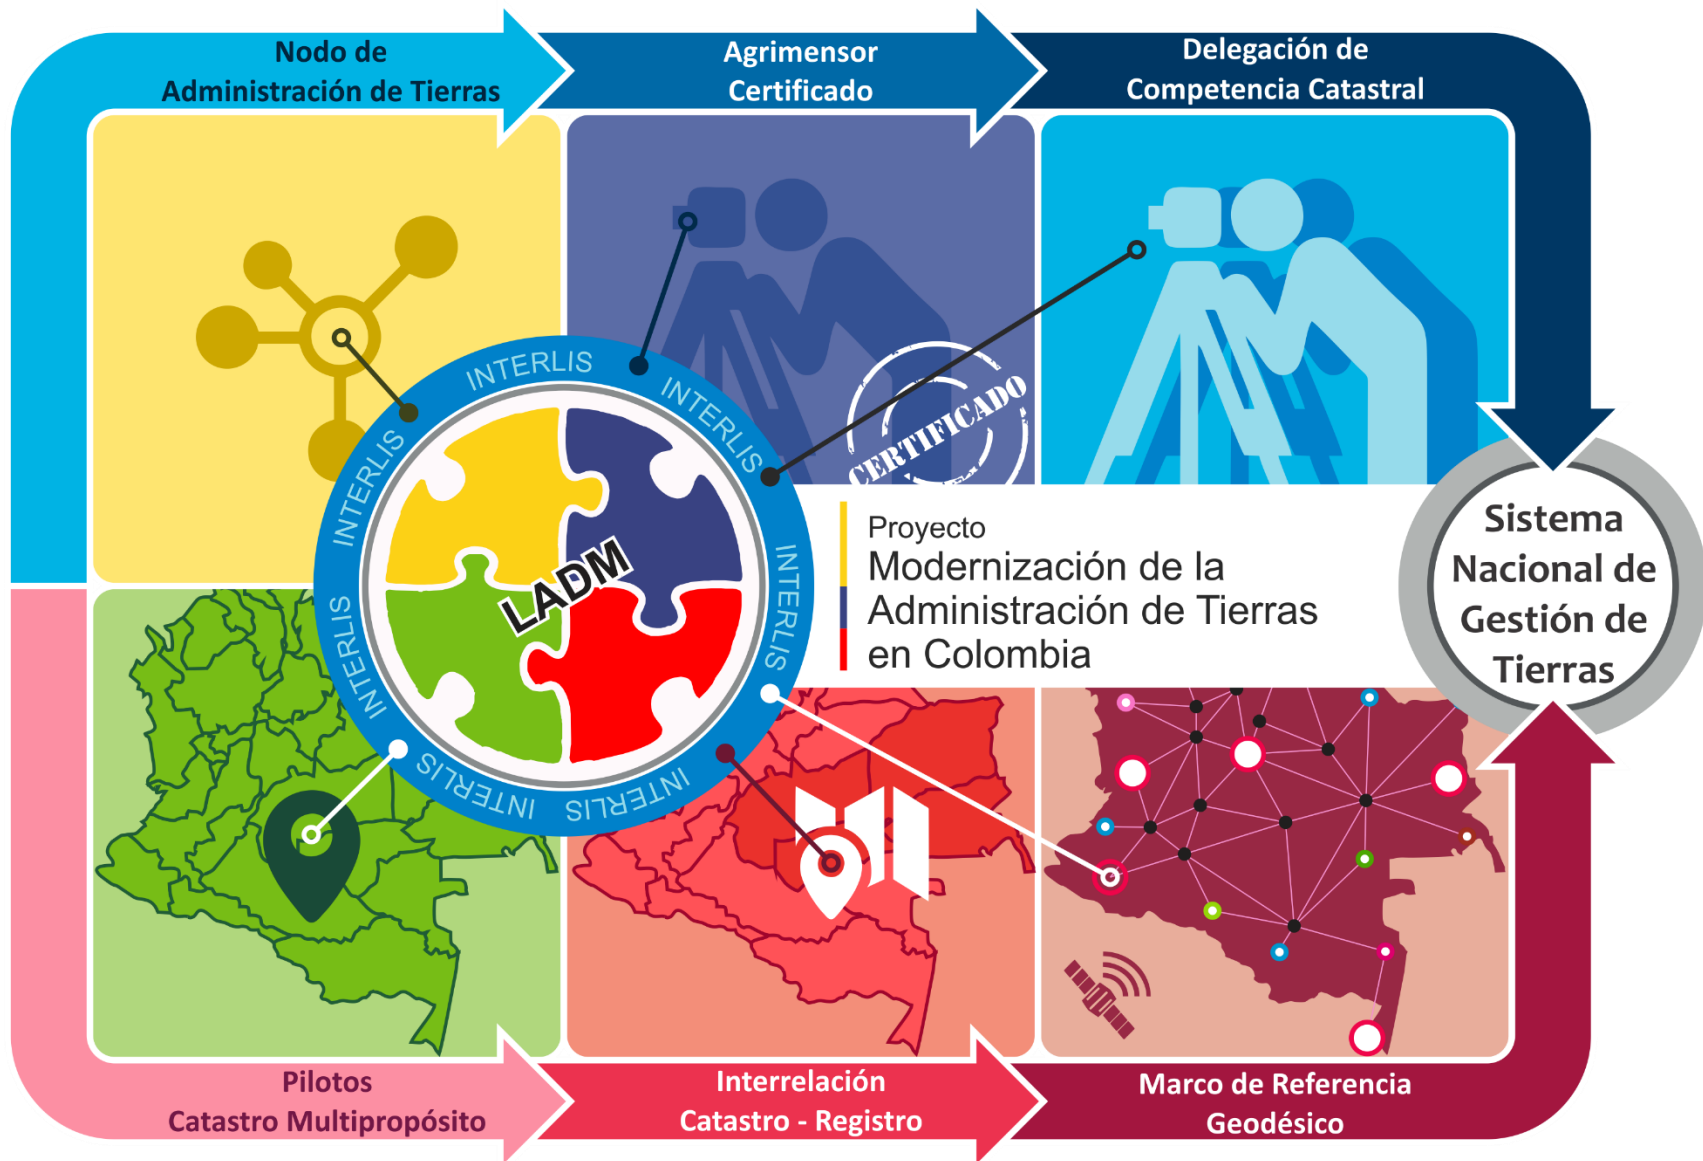 Nodo de
Administración de Tierras
Agrimensor
Certificado
Delegación de
Competencia Catastral
INTERLIS
INTERLIS
INTERLIS
INTERLIS
INTERLIS
INTERLIS
INTERLIS
LADM
CERTIFICADO
Proyecto
Modernización de la
Administración de Tierras
en Colombia
Sistema
Nacional de
Gestión de
Tierras
Pilotos
Catastro Multipropósito
Interrelación
Catastro - Registro
Marco de Referencia
Geodésico